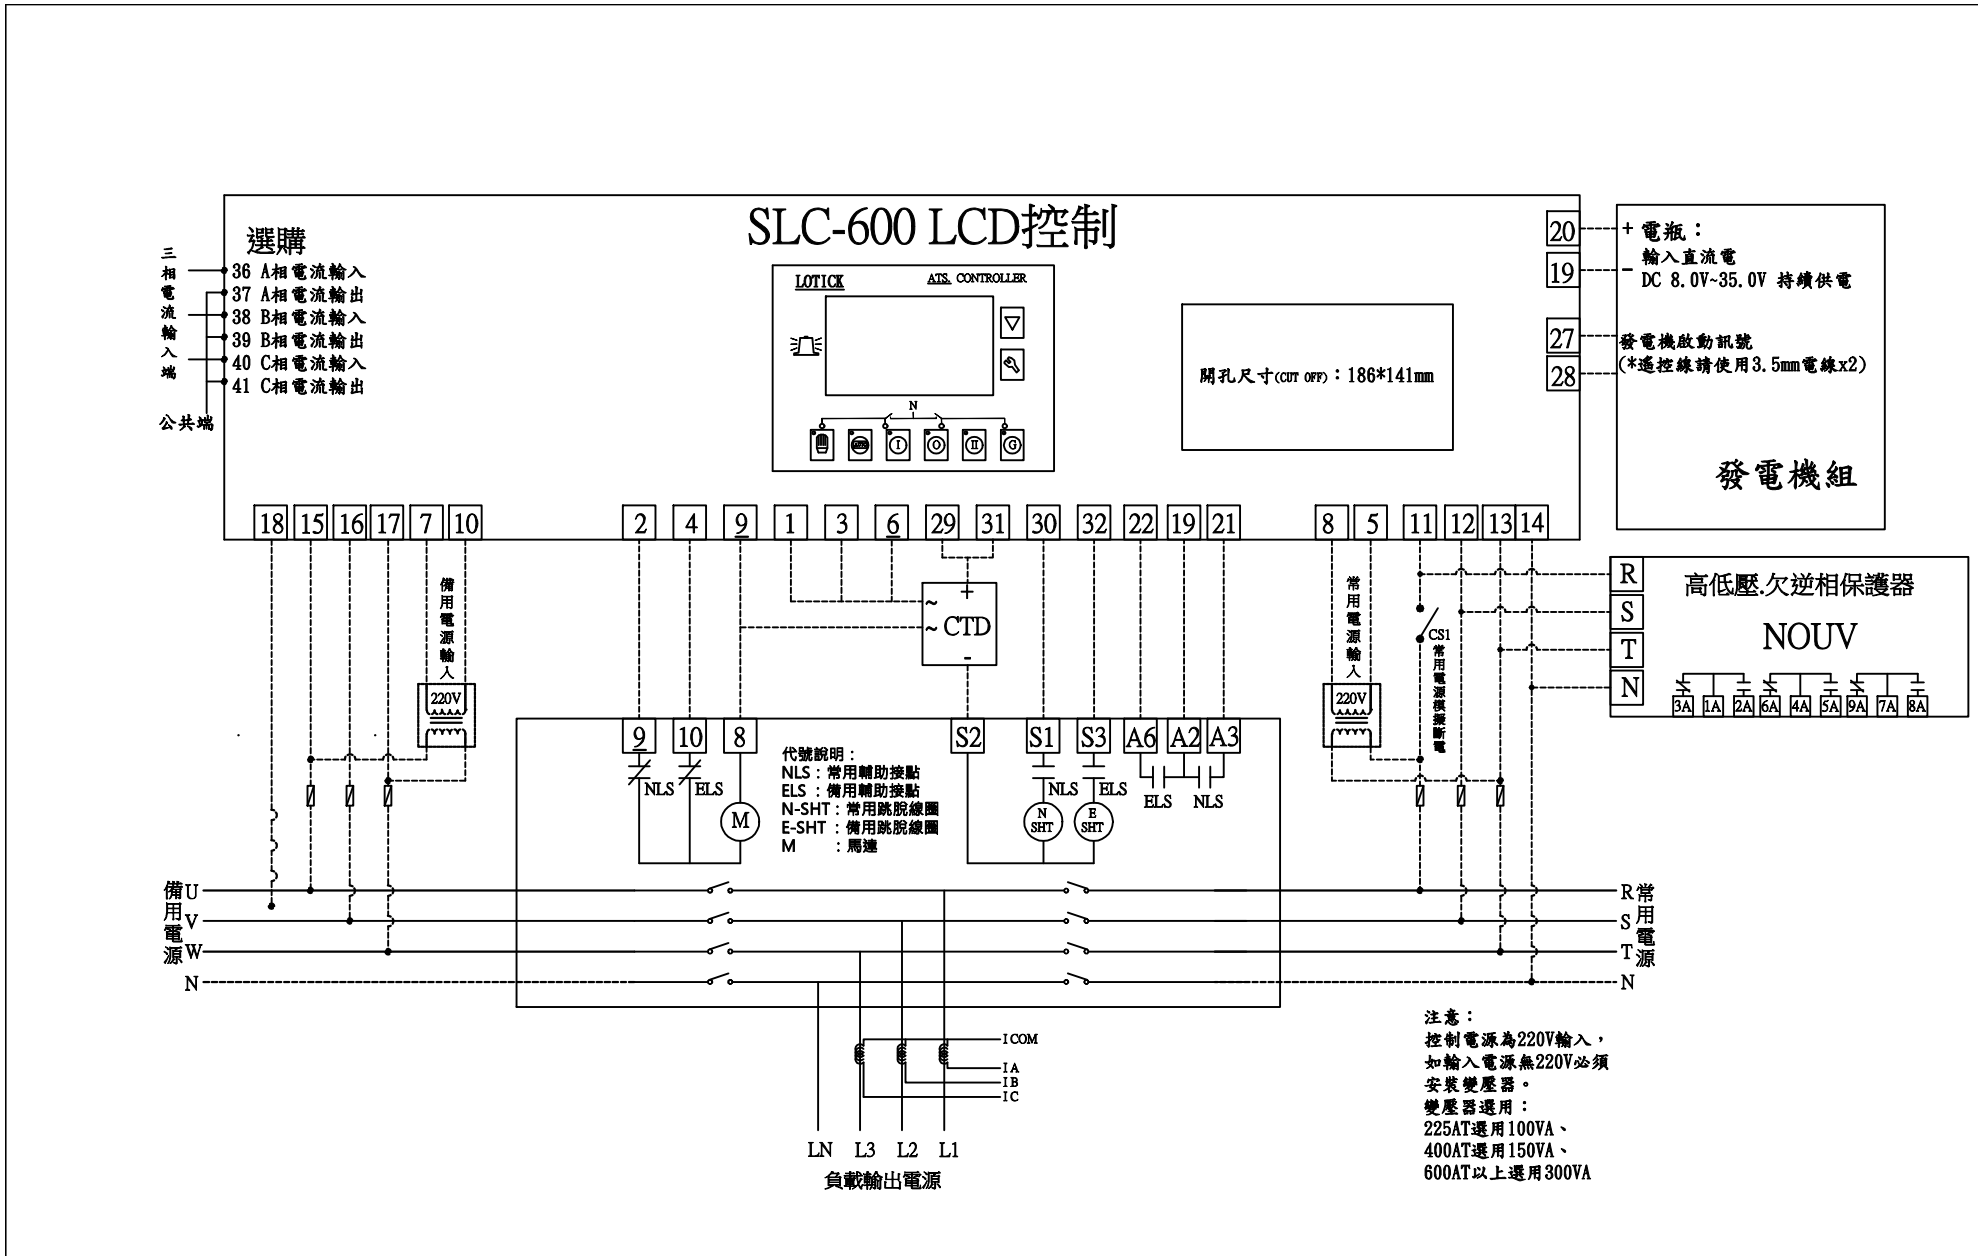 SLC-600 LCD控制
選購
三相電流輸入端
36 A相電流輸入
37 A相電流輸出
38 B相電流輸入
39 B相電流輸出
40 C相電流輸入
41 C相電流輸出
公共端
LOTICK
ATS. CONTROLLER
N
AUTO
I
O
II
G
開孔尺寸(CUT OFF)：186*141mm
20
19
27
28
+ 電瓶：
輸入直流電
- DC 8.0V~35.0V 持續供電
發電機啟動訊號
(*遙控線請使用3.5mm電線x2)
發電機組
18 15 16 17 7 10
2 4 9 1 3 6 29 31 30 32 22 19 21
8 5 11 12 13 14
備用電源輸入
220V
~ +
~ CTD
-
常用電源輸入
220V
CS1
常用電源模擬斷電
R
S
T
N
高低壓.欠逆相保護器
NOUV
3A 1A 2A 6A 4A 5A 9A 7A 8A
9 10 8 S2 S1 S3 A6 A2 A3
NLS ELS
M
代號說明：
NLS：常用輔助接點
ELS：備用輔助接點
N-SHT：常用跳脫線圈
E-SHT：備用跳脫線圈
M ：馬達
NLS ELS
N SHT
E SHT
ELS NLS
備用電源
U
V
W
N
R
S
T
N
常用電源
I COM
I A
I B
I C
LN L3 L2 L1
負載輸出電源
注意：
控制電源為220V輸入，
如輸入電源無220V必須
安裝變壓器。
變壓器選用：
225AT選用100VA、
400AT選用150VA、
600AT以上選用300VA